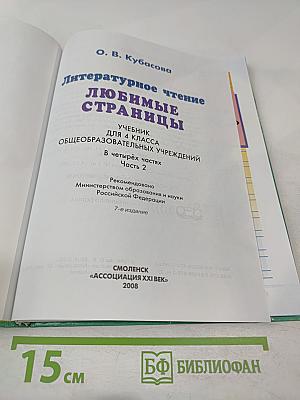 О. В. Кубасова
Литературное чтение
ЛЮБИМЫЕ
СТРАНИЦЫ
УЧЕБНИК
ДЛЯ 4 КЛАССА
ОБЩЕОБРАЗОВАТЕЛЬНЫХ УЧРЕЖДЕНИЙ
В четырёх частях
Часть 2
Рекомендовано
Министерством образования и науки
Российской Федерации
7-е издание
СМОЛЕНСК
«АССОЦИАЦИЯ XXI ВЕК»
2008
15 см
БФ БИБЛИОФАН